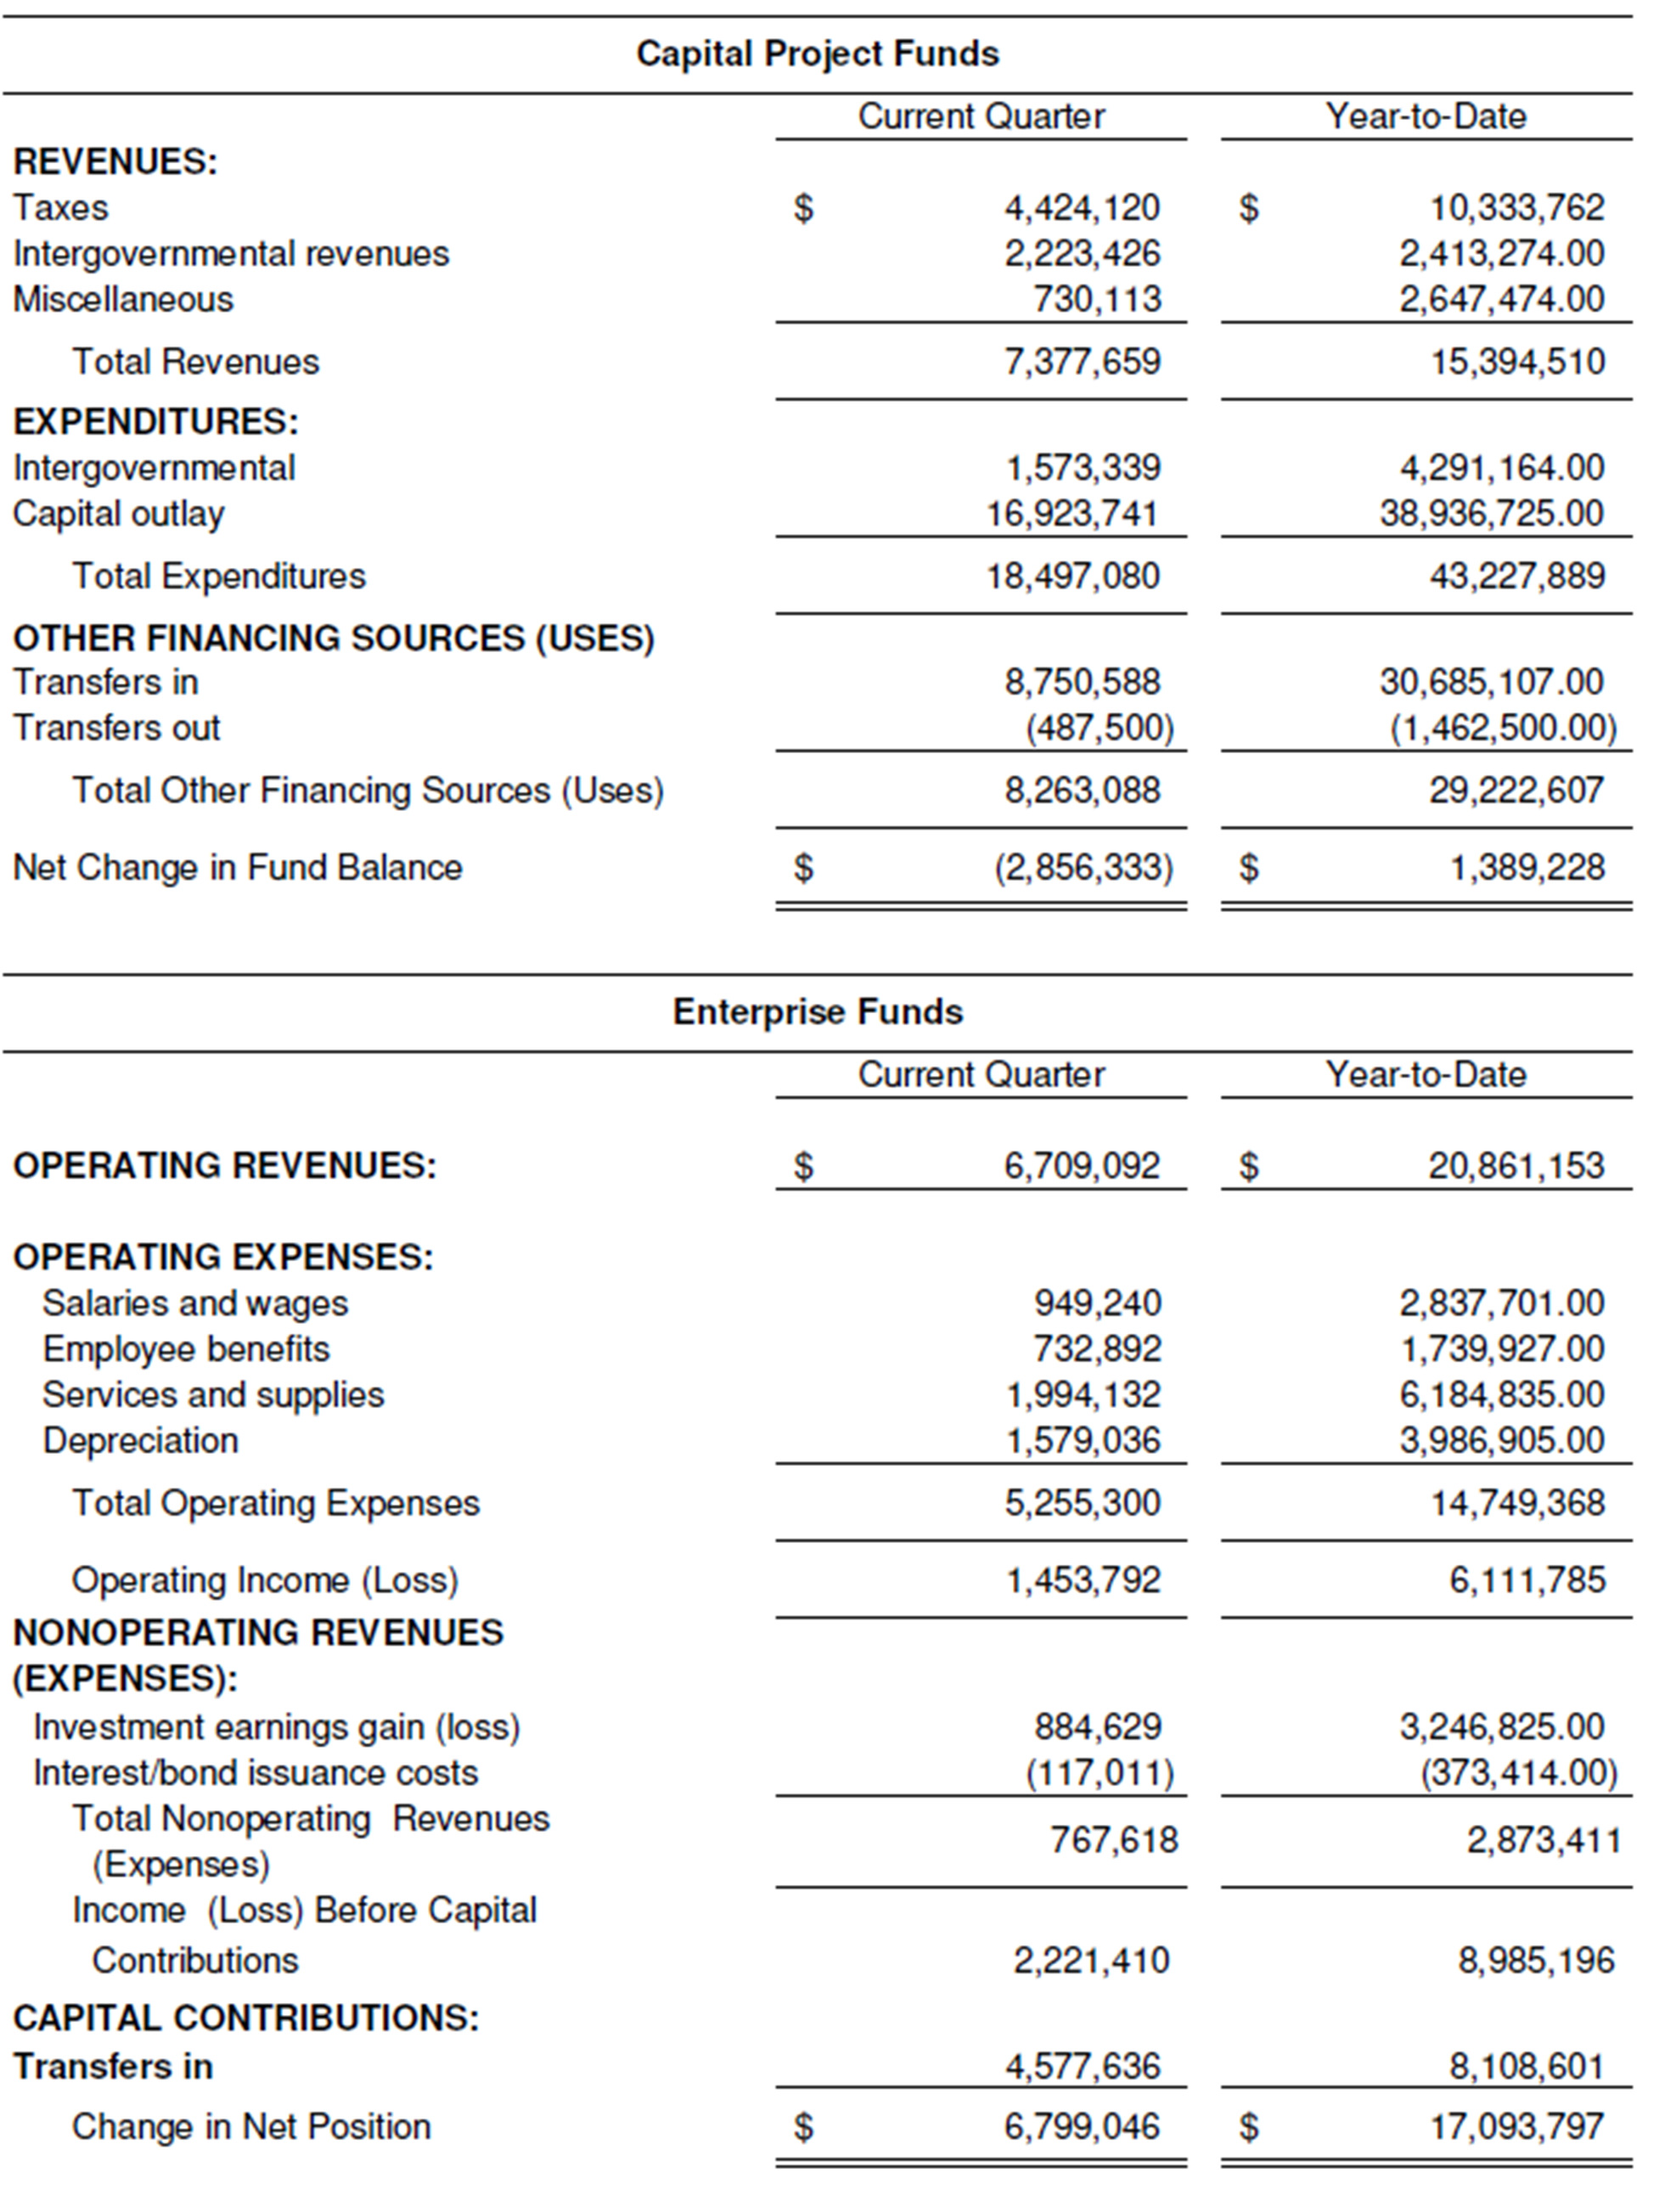 Capital Project Funds
Current Quarter Year-to-Date
REVENUES:
Taxes $ 4,424,120 $ 10,333,762
Intergovernmental revenues 2,223,426 2,413,274.00
Miscellaneous 730,113 2,647,474.00
Total Revenues 7,377,659 15,394,510
EXPENDITURES:
Intergovernmental 1,573,339 4,291,164.00
Capital outlay 16,923,741 38,936,725.00
Total Expenditures 18,497,080 43,227,889
OTHER FINANCING SOURCES (USES)
Transfers in 8,750,588 30,685,107.00
Transfers out (487,500) (1,462,500.00)
Total Other Financing Sources (Uses) 8,263,088 29,222,607
Net Change in Fund Balance $ (2,856,333) $ 1,389,228
Enterprise Funds
Current Quarter Year-to-Date
OPERATING REVENUES: $ 6,709,092 $ 20,861,153
OPERATING EXPENSES:
Salaries and wages 949,240 2,837,701.00
Employee benefits 732,892 1,739,927.00
Services and supplies 1,994,132 6,184,835.00
Depreciation 1,579,036 3,986,905.00
Total Operating Expenses 5,255,300 14,749,368
Operating Income (Loss) 1,453,792 6,111,785
NONOPERATING REVENUES
(EXPENSES):
Investment earnings gain (loss) 884,629 3,246,825.00
Interest/bond issuance costs (117,011) (373,414.00)
Total Nonoperating Revenues
(Expenses) 767,618 2,873,411
Income (Loss) Before Capital
Contributions 2,221,410 8,985,196
CAPITAL CONTRIBUTIONS:
Transfers in 4,577,636 8,108,601
Change in Net Position $ 6,799,046 $ 17,093,797